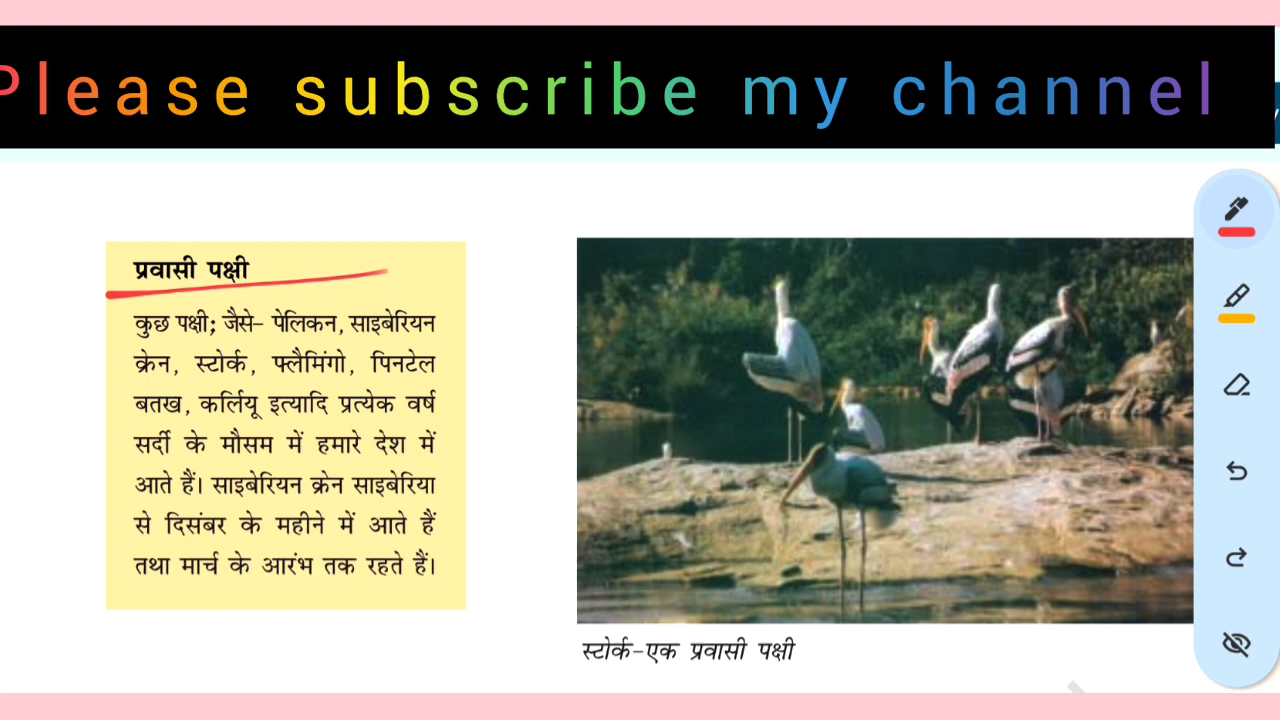 Please subscribe my channel
प्रवासी पक्षी
कुछ पक्षी; जैसे– पेलिकन, साइबेरियन
क्रेन, स्टोर्क, फ्लैमिंगो, पिनटेल
बतख, कर्लियू इत्यादि प्रत्येक वर्ष
सर्दी के मौसम में हमारे देश में
आते हैं। साइबेरियन क्रेन साइबेरिया
से दिसंबर के महीने में आते हैं
तथा मार्च के आरंभ तक रहते हैं।
स्टोर्क–एक प्रवासी पक्षी